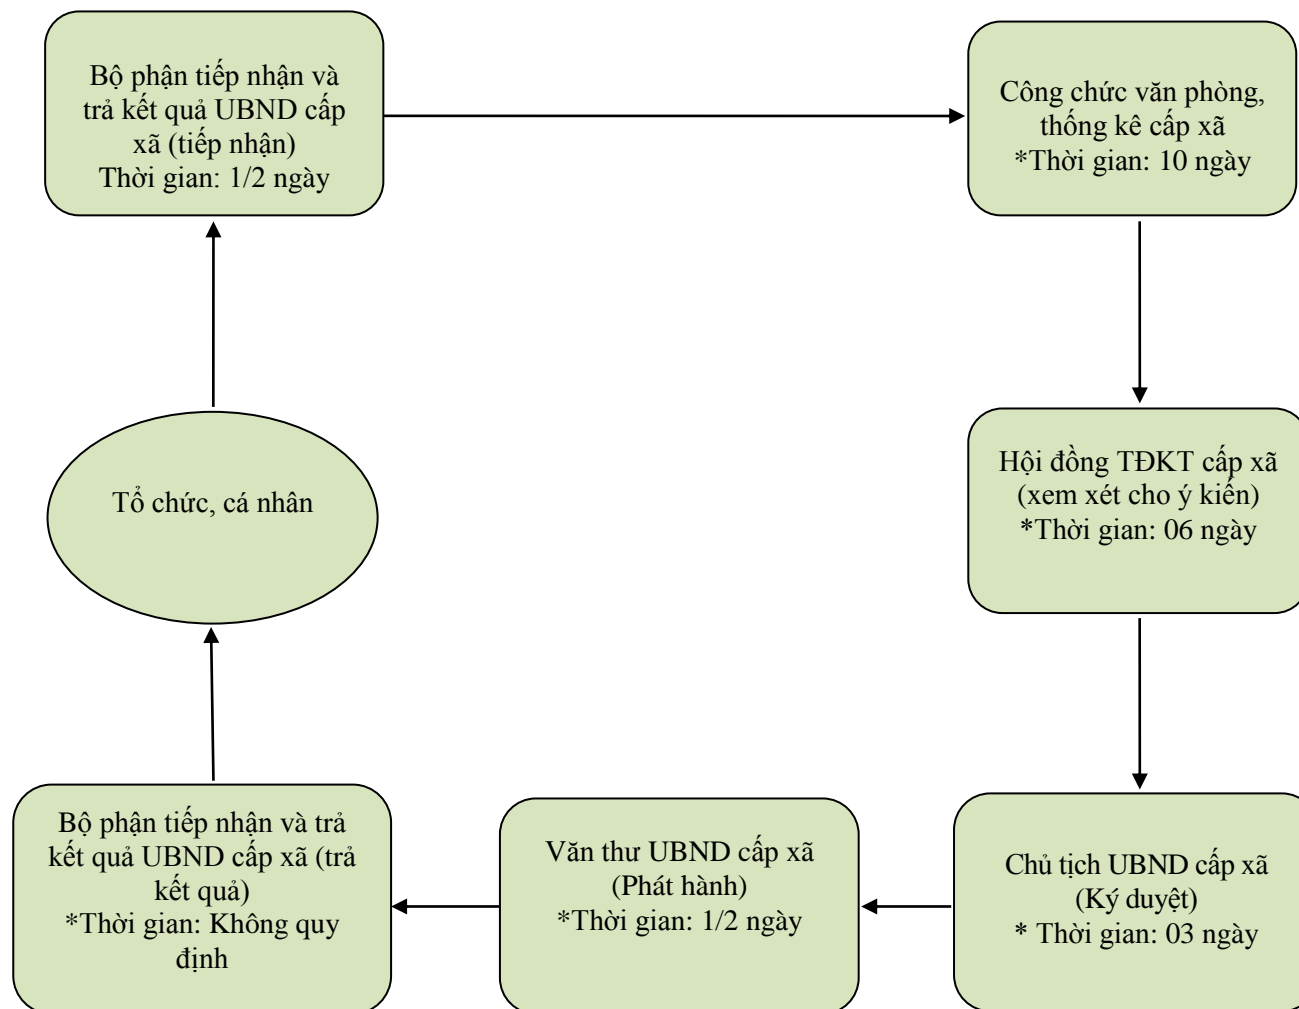 Bộ phận tiếp nhận và
trả kết quả UBND cấp
xã (tiếp nhận)
Thời gian: 1/2 ngày
Công chức văn phòng,
thống kê cấp xã
*Thời gian: 10 ngày
Tổ chức, cá nhân
Hội đồng TĐKT cấp xã
(xem xét cho ý kiến)
*Thời gian: 06 ngày
Bộ phận tiếp nhận và trả
kết quả UBND cấp xã (trả
kết quả)
*Thời gian: Không quy
định
Văn thư UBND cấp xã
(Phát hành)
*Thời gian: 1/2 ngày
Chủ tịch UBND cấp xã
(Ký duyệt)
* Thời gian: 03 ngày